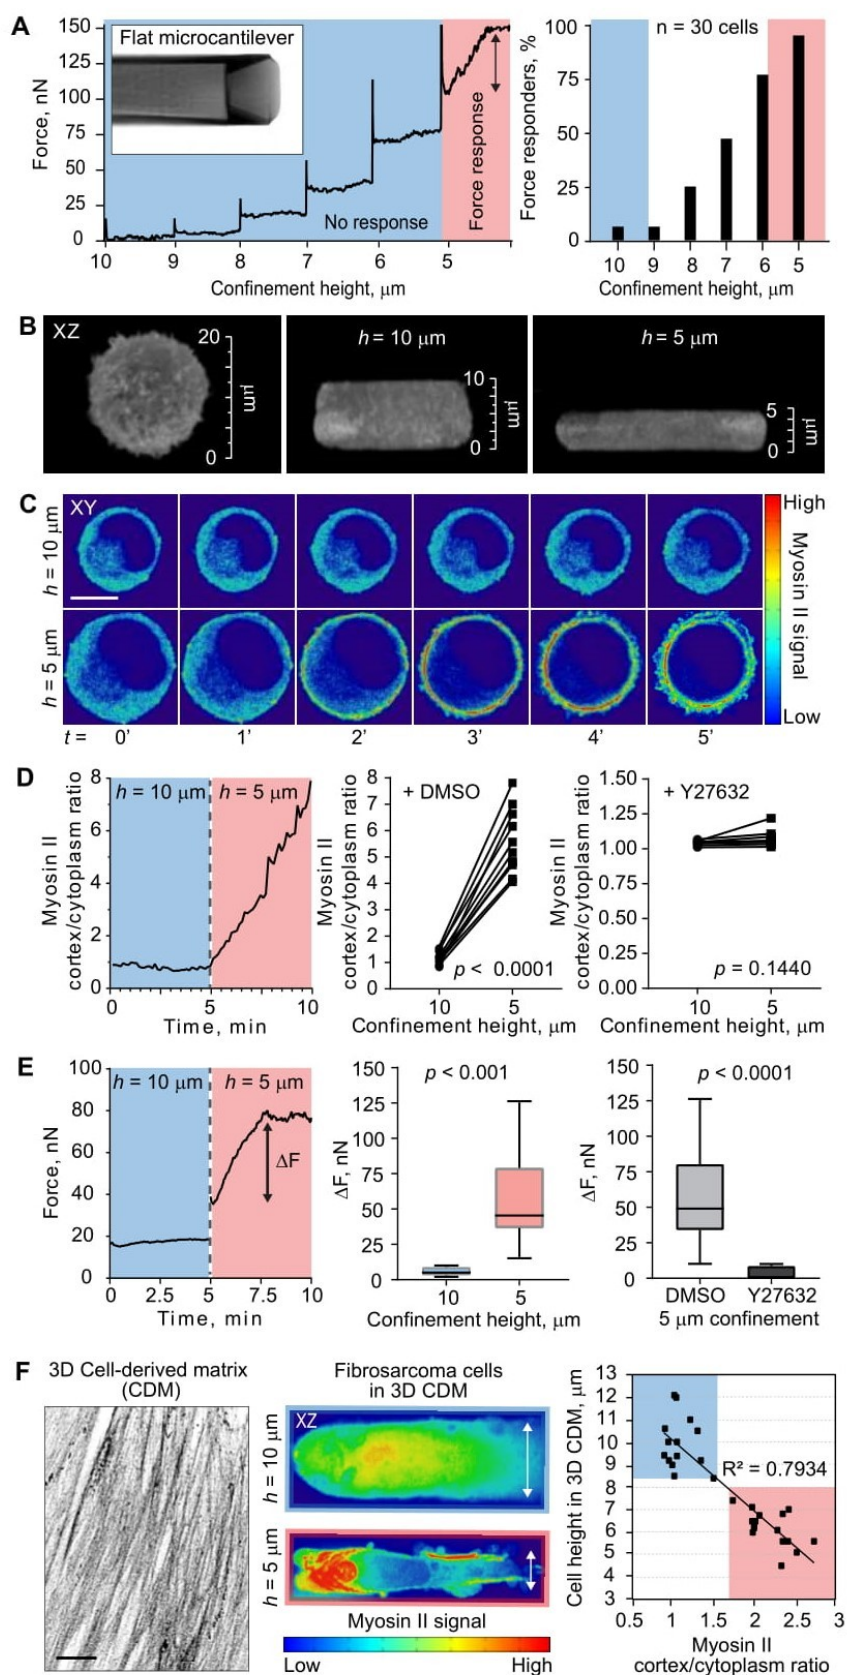 A
Flat microcantilever
Force, nN
150
125
100
75
50
25
0
No response
Force response
10 9 8 7 6 5
Confinement height, μm
Force responders, %
n = 30 cells
100
75
50
25
0
10 9 8 7 6 5
Confinement height, μm
B
XZ
20
μm
0
h = 10 μm
10
μm
0
h = 5 μm
5
μm
0
C
XY
h = 10 μm
h = 5 μm
t = 0' 1' 2' 3' 4' 5'
High
Myosin II signal
Low
D
Myosin II
cortex/cytoplasm ratio
8
6
4
2
0
h = 10 μm h = 5 μm
0 5 10
Time, min
Myosin II
cortex/cytoplasm ratio
8
7
6
5
4
3
2
1
0
+ DMSO
p < 0.0001
10 5
Confinement height, μm
Myosin II
cortex/cytoplasm ratio
1.50
1.25
1.00
0.75
0.50
0.25
0.00
+ Y27632
p = 0.1440
10 5
Confinement height, μm
E
Force, nN
100
80
60
40
20
0
h = 10 μm h = 5 μm
ΔF
0 2.5 5 7.5 10
Time, min
ΔF, nN
150
125
100
75
50
25
0
p < 0.001
10 5
Confinement height, μm
ΔF, nN
150
125
100
75
50
25
0
p < 0.0001
DMSO Y27632
5 μm confinement
F
3D Cell-derived matrix
(CDM)
Fibrosarcoma cells
in 3D CDM
XZ
h = 10 μm
h = 5 μm
Myosin II signal
Low High
Cell height in 3D CDM, μm
13
12
11
10
9
8
7
6
5
4
3
R² = 0.7934
0.5 1 1.5 2 2.5 3
Myosin II
cortex/cytoplasm ratio